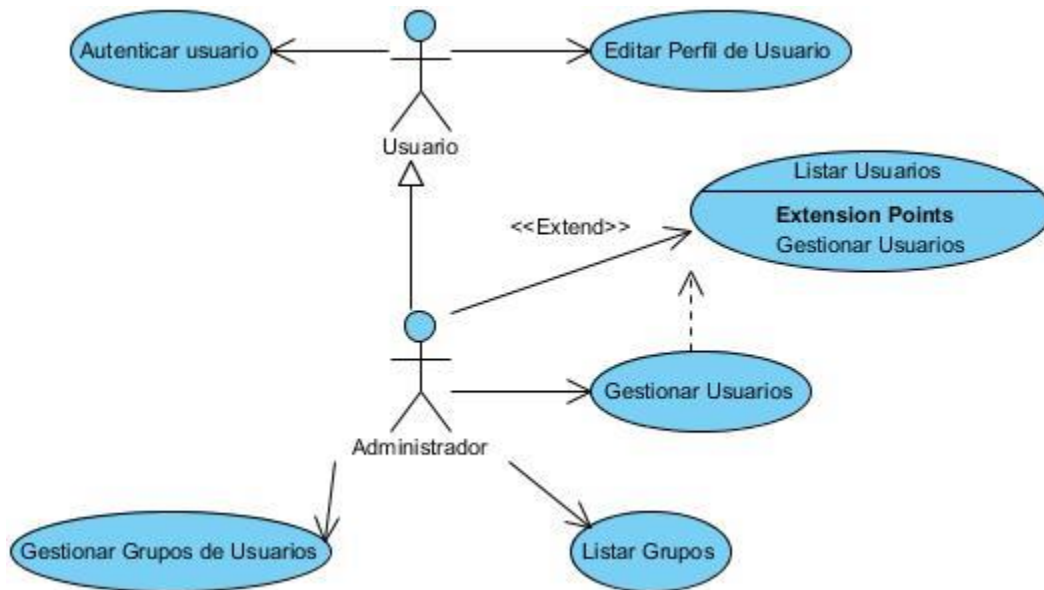 Autenticar usuario
Editar Perfil de Usuario
Usuario
Listar Usuarios
Extension Points
Gestionar Usuarios
<<Extend>>
Gestionar Usuarios
Administrador
Gestionar Grupos de Usuarios
Listar Grupos